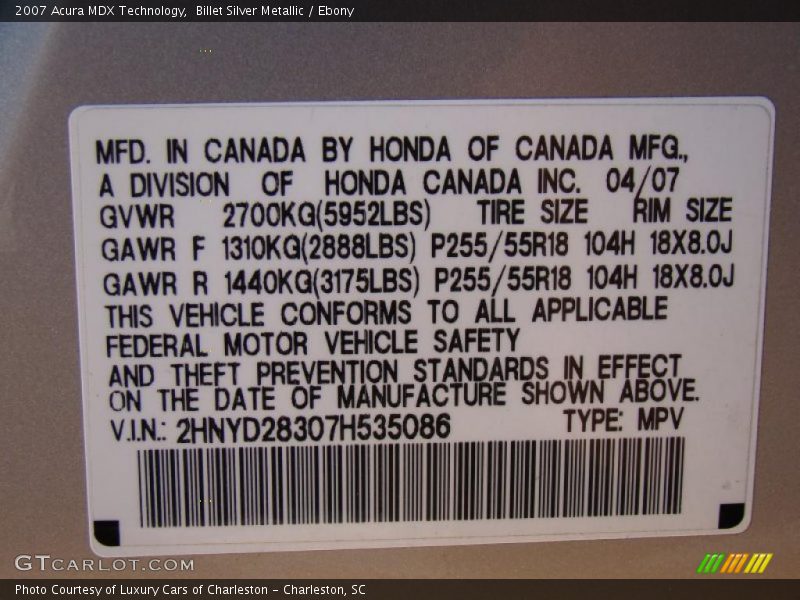 2007 Acura MDX Technology,  Billet Silver Metallic / Ebony
MFD. IN CANADA BY HONDA OF CANADA MFG.,
A DIVISION OF HONDA CANADA INC. 04/07
GVWR 2700KG(5952LBS) TIRE SIZE RIM SIZE
GAWR F 1310KG(2888LBS) P255/55R18 104H 18X8.0J
GAWR R 1440KG(3175LBS) P255/55R18 104H 18X8.0J
THIS VEHICLE CONFORMS TO ALL APPLICABLE
FEDERAL MOTOR VEHICLE SAFETY
AND THEFT PREVENTION STANDARDS IN EFFECT
ON THE DATE OF MANUFACTURE SHOWN ABOVE.
V.I.N.: 2HNYD28307H535086 TYPE: MPV
GTCARLOT.COM
Photo Courtesy of Luxury Cars of Charleston - Charleston, SC